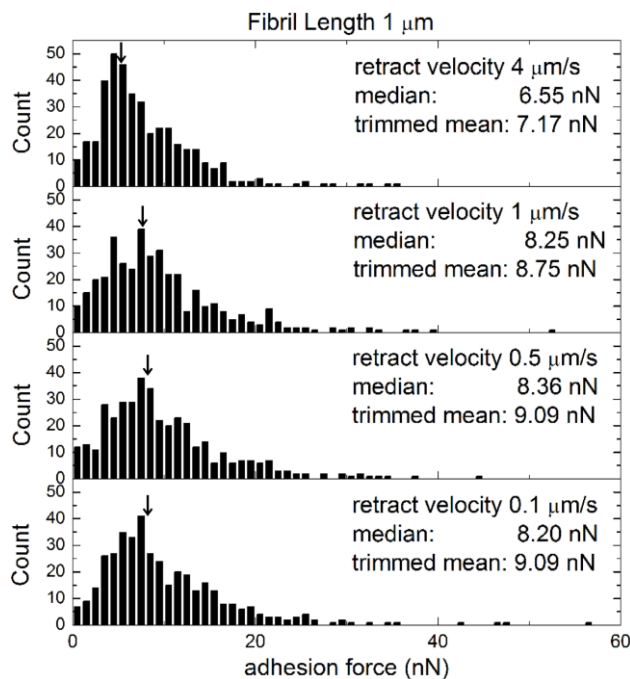 Fibril Length 1 μm
50
40
30
20
10
0
Count
retract velocity 4 μm/s
median: 6.55 nN
trimmed mean: 7.17 nN
40
30
20
10
0
Count
retract velocity 1 μm/s
median: 8.25 nN
trimmed mean: 8.75 nN
50
40
30
20
10
0
Count
retract velocity 0.5 μm/s
median: 8.36 nN
trimmed mean: 9.09 nN
50
40
30
20
10
0
Count
retract velocity 0.1 μm/s
median: 8.20 nN
trimmed mean: 9.09 nN
0 20 40 60
adhesion force (nN)